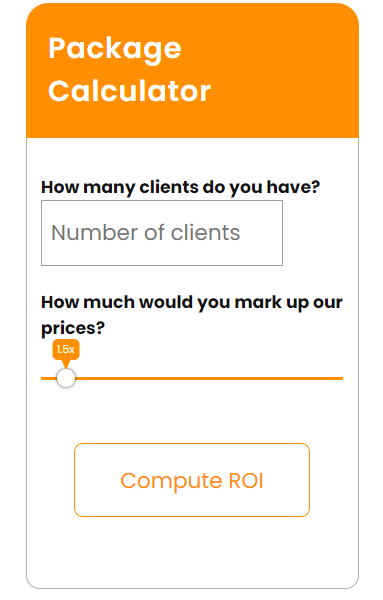 Package
Calculator
How many clients do you have?
Number of clients
How much would you mark up our
prices?
1.5x
Compute ROI